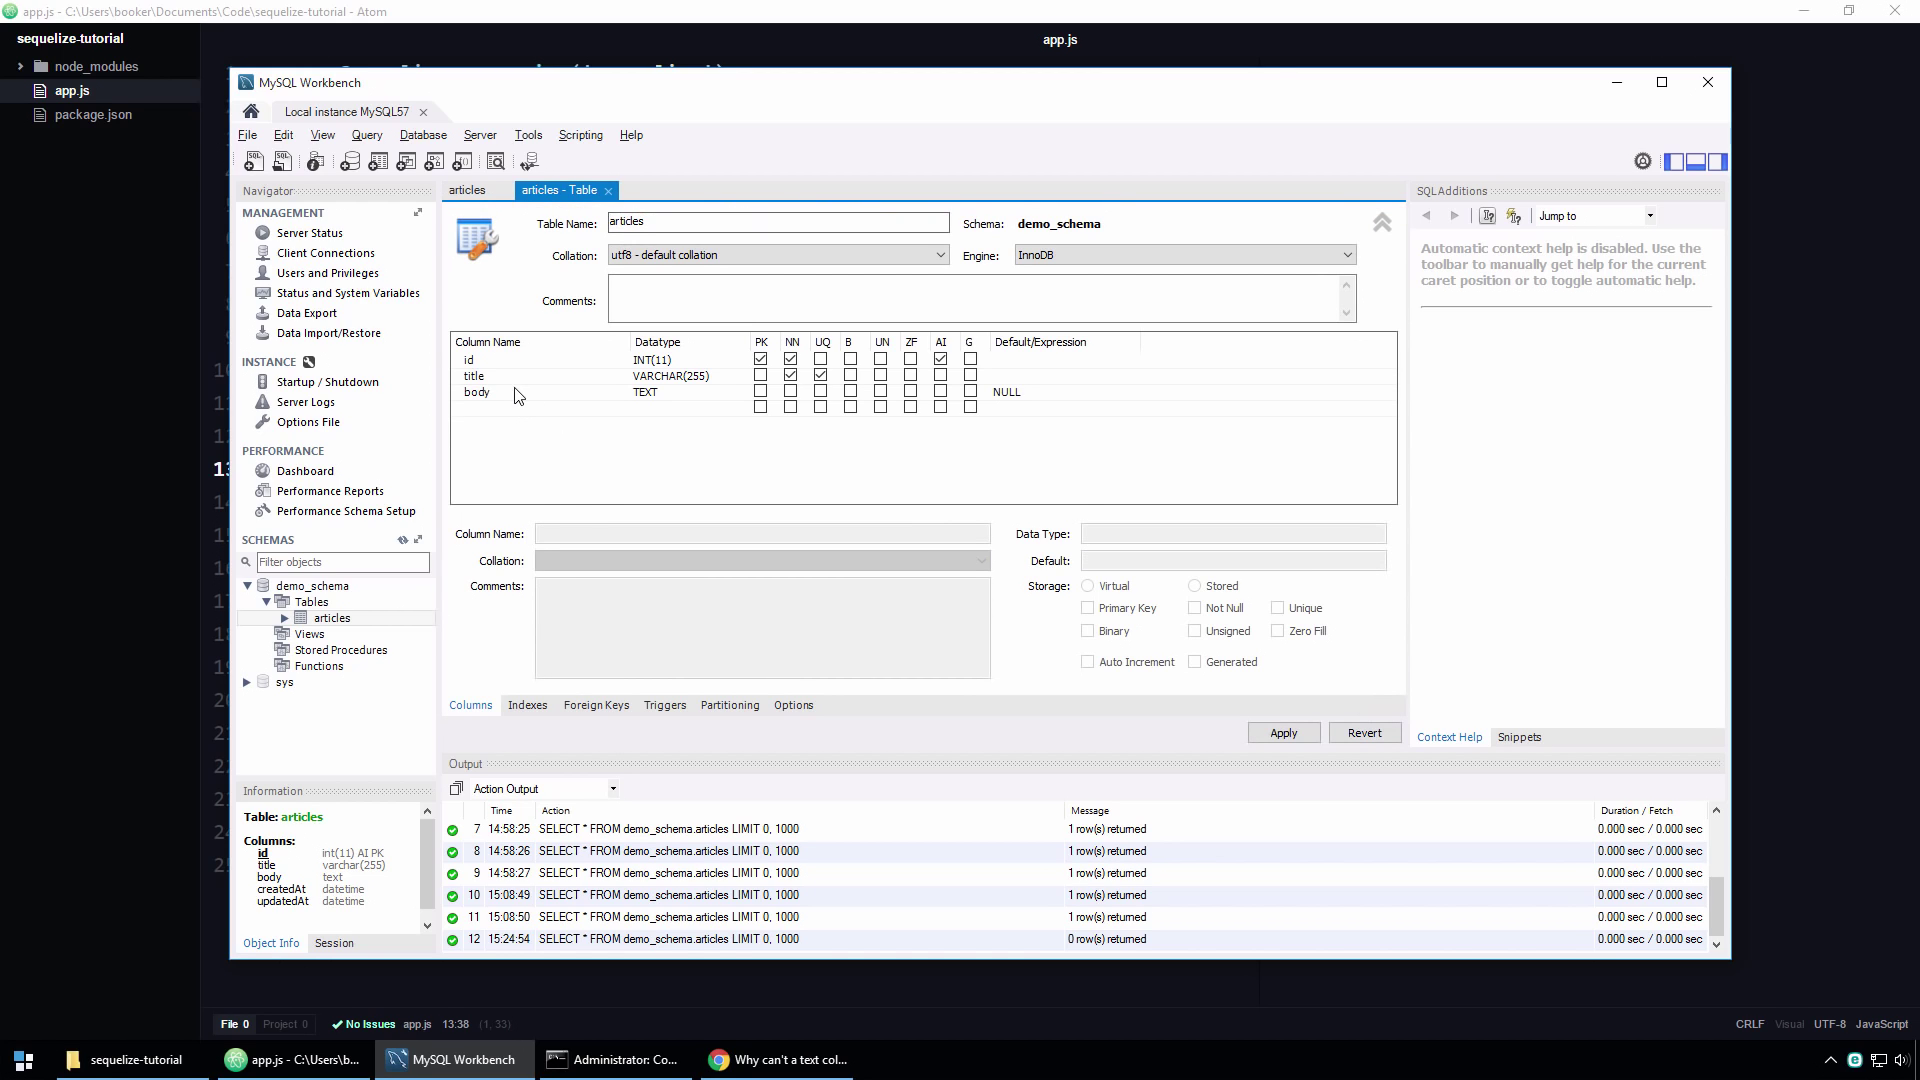 app.js - C:\Users\booker\Documents\Code\sequelize-tutorial - Atom
sequelize-tutorial
node_modules
app.js
package.json
app.js
MySQL Workbench
Local instance MySQL57
File Edit View Query Database Server Tools Scripting Help
Navigator
MANAGEMENT
Server Status
Client Connections
Users and Privileges
Status and System Variables
Data Export
Data Import/Restore
INSTANCE
Startup / Shutdown
Server Logs
Options File
PERFORMANCE
Dashboard
Performance Reports
Performance Schema Setup
SCHEMAS
Filter objects
demo_schema
Tables
articles
Views
Stored Procedures
Functions
sys
Information
Table: articles
Columns:
id int(11) AI PK
title varchar(255)
body text
createdAt datetime
updatedAt datetime
Object Info Session
articles articles - Table
Table Name: articles Schema: demo_schema
Collation: utf8 - default collation Engine: InnoDB
Comments:
Column Name Datatype PK NN UQ B UN ZF AI G Default/Expression
id INT(11)
title VARCHAR(255)
body TEXT NULL
Column Name: Data Type:
Collation: Default:
Comments: Storage: Virtual Stored
Primary Key Not Null Unique
Binary Unsigned Zero Fill
Auto Increment Generated
Columns Indexes Foreign Keys Triggers Partitioning Options
Apply Revert
SQLAdditions
Jump to
Automatic context help is disabled. Use the
toolbar to manually get help for the current
caret position or to toggle automatic help.
Context Help Snippets
Output
Action Output
Time Action Message Duration / Fetch
7 14:58:25 SELECT * FROM demo_schema.articles LIMIT 0, 1000 1 row(s) returned 0.000 sec / 0.000 sec
8 14:58:26 SELECT * FROM demo_schema.articles LIMIT 0, 1000 1 row(s) returned 0.000 sec / 0.000 sec
9 14:58:27 SELECT * FROM demo_schema.articles LIMIT 0, 1000 1 row(s) returned 0.000 sec / 0.000 sec
10 15:08:49 SELECT * FROM demo_schema.articles LIMIT 0, 1000 1 row(s) returned 0.000 sec / 0.000 sec
11 15:08:50 SELECT * FROM demo_schema.articles LIMIT 0, 1000 1 row(s) returned 0.000 sec / 0.000 sec
12 15:24:54 SELECT * FROM demo_schema.articles LIMIT 0, 1000 0 row(s) returned 0.000 sec / 0.000 sec
File 0 Project 0 No Issues app.js 13:38 (1, 33) CRLF Visual UTF-8 JavaScript
sequelize-tutorial app.js - C:\Users\b... MySQL Workbench Administrator: Co... Why can't a text col...